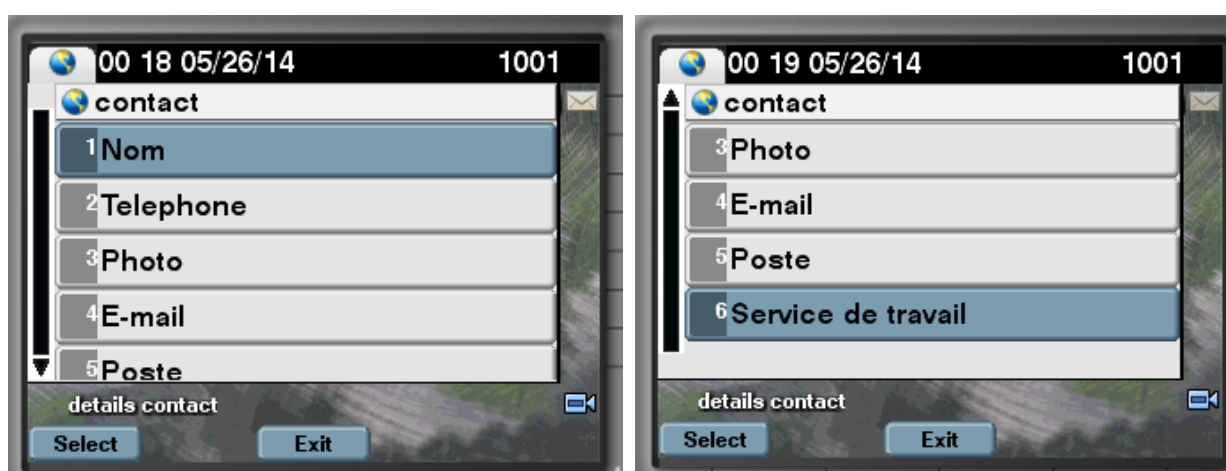 00 18 05/26/14 1001
contact
1 Nom
2 Telephone
3 Photo
4 E-mail
5 Poste
details contact
Select Exit
00 19 05/26/14 1001
contact
3 Photo
4 E-mail
5 Poste
6 Service de travail
details contact
Select Exit